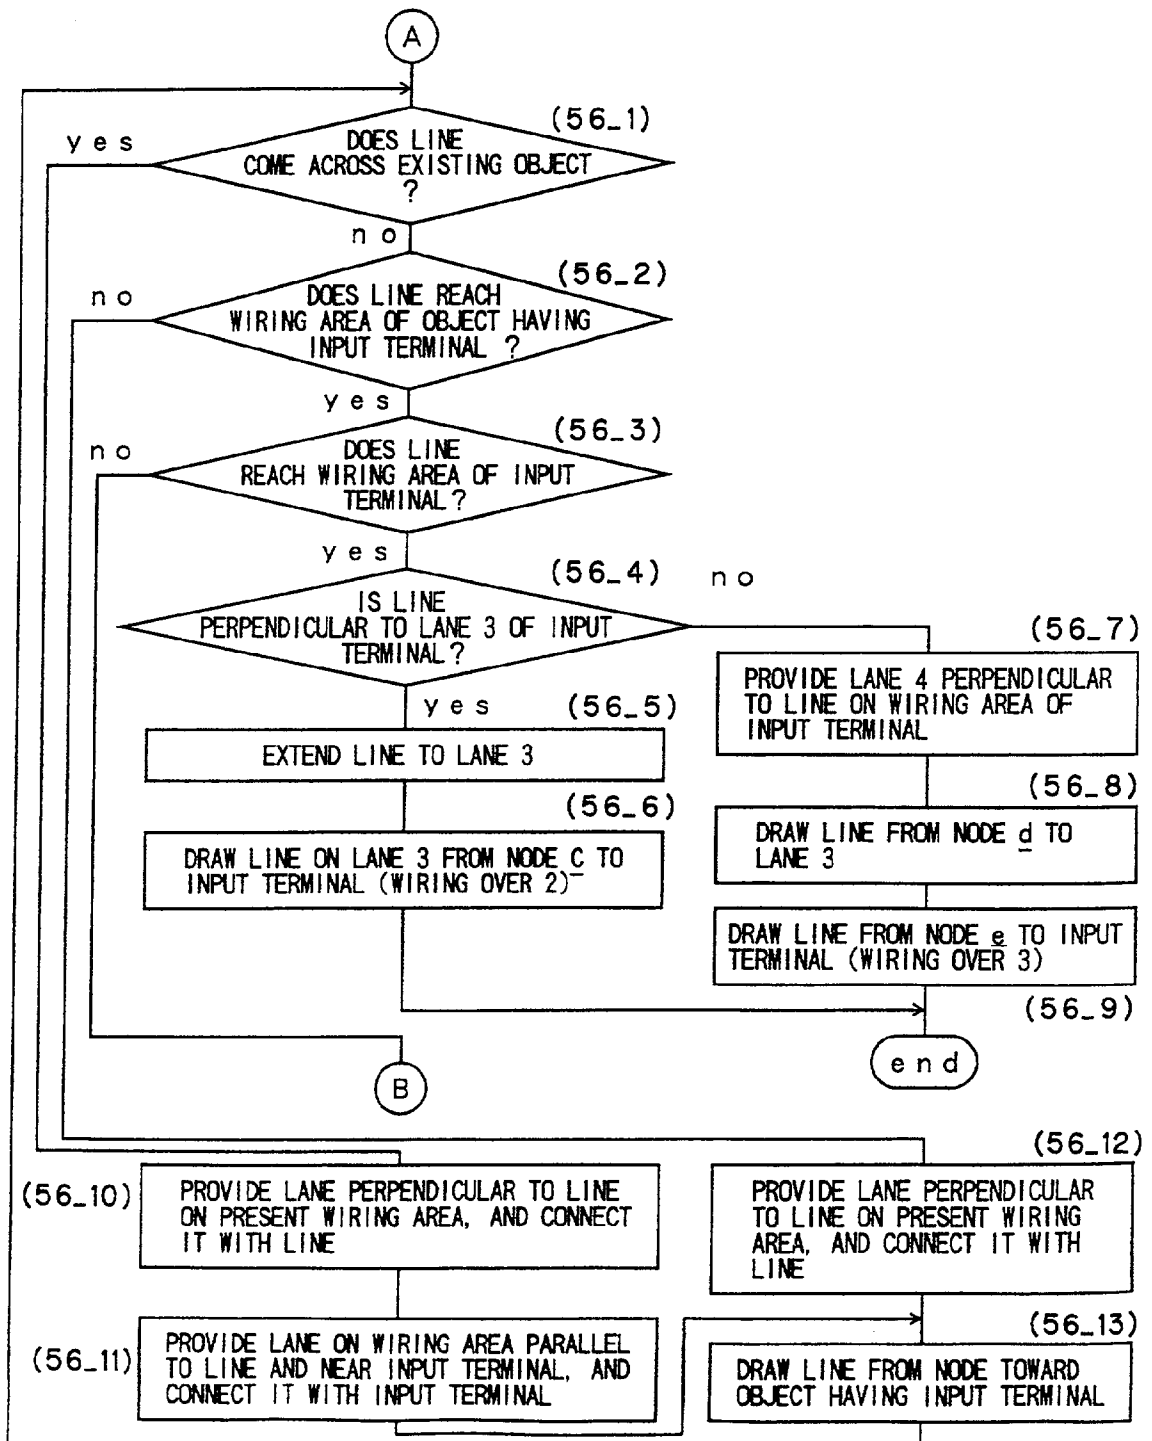 A
(56_1)
yes
DOES LINE
COME ACROSS EXISTING OBJECT
?
no
(56_2)
no
DOES LINE REACH
WIRING AREA OF OBJECT HAVING
INPUT TERMINAL ?
yes
(56_3)
no
DOES LINE
REACH WIRING AREA OF INPUT
TERMINAL?
yes
(56_4)
no
IS LINE
PERPENDICULAR TO LANE 3 OF INPUT
TERMINAL?
yes
(56_5)
EXTEND LINE TO LANE 3
(56_6)
DRAW LINE ON LANE 3 FROM NODE C TO
INPUT TERMINAL (WIRING OVER 2)
(56_7)
PROVIDE LANE 4 PERPENDICULAR
TO LINE ON WIRING AREA OF
INPUT TERMINAL
(56_8)
DRAW LINE FROM NODE d TO
LANE 3
DRAW LINE FROM NODE e TO INPUT
TERMINAL (WIRING OVER 3)
(56_9)
end
B
(56_10)
PROVIDE LANE PERPENDICULAR TO LINE
ON PRESENT WIRING AREA, AND CONNECT
IT WITH LINE
(56_11)
PROVIDE LANE ON WIRING AREA PARALLEL
TO LINE AND NEAR INPUT TERMINAL, AND
CONNECT IT WITH INPUT TERMINAL
(56_12)
PROVIDE LANE PERPENDICULAR
TO LINE ON PRESENT WIRING
AREA, AND CONNECT IT WITH
LINE
(56_13)
DRAW LINE FROM NODE TOWARD
OBJECT HAVING INPUT TERMINAL